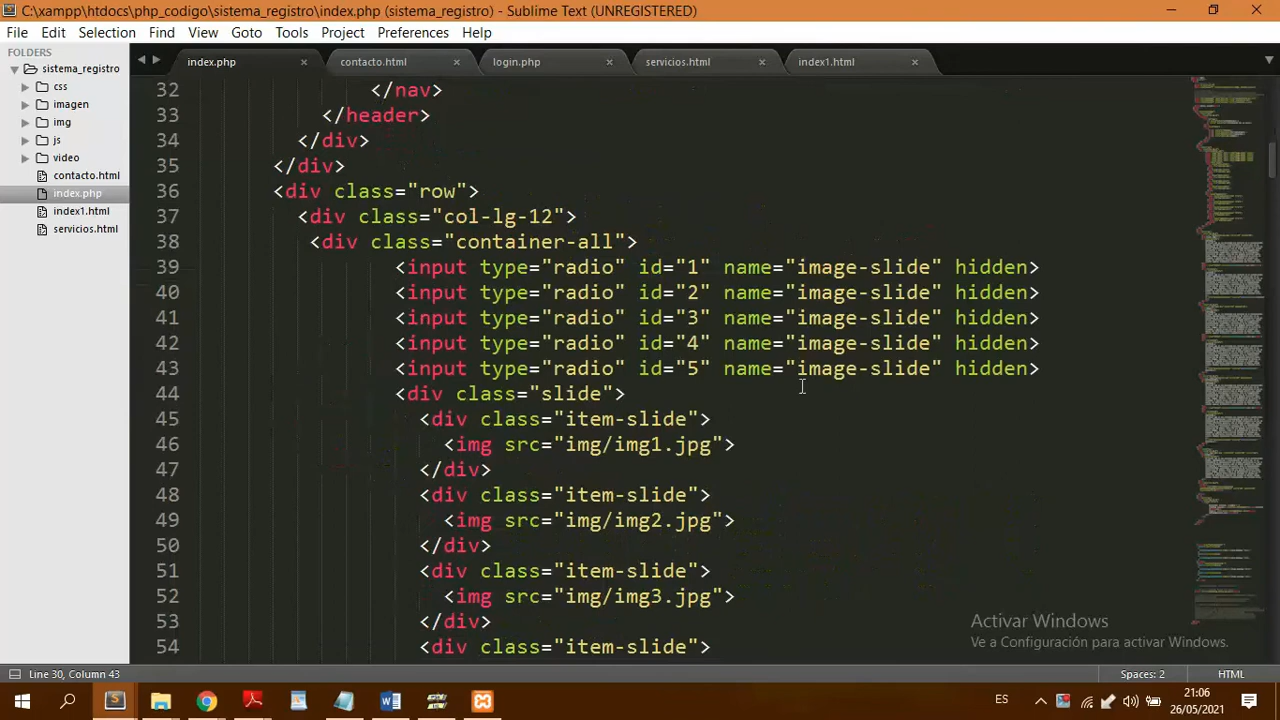 C:\xampp\htdocs\php_codigo\sistema_registro\index.php (sistema_registro) - Sublime Text (UNREGISTERED)
File Edit Selection Find View Goto Tools Project Preferences Help
FOLDERS
sistema_registro
css
imagen
img
js
video
contacto.html
index.php
index1.html
servicios.html
index.php contacto.html login.php servicios.html index1.html
32 </nav>
33 </header>
34 </div>
35 </div>
36 <div class="row">
37 <div class="col-lg-12">
38 <div class="container-all">
39 <input type="radio" id="1" name="image-slide" hidden>
40 <input type="radio" id="2" name="image-slide" hidden>
41 <input type="radio" id="3" name="image-slide" hidden>
42 <input type="radio" id="4" name="image-slide" hidden>
43 <input type="radio" id="5" name="image-slide" hidden>
44 <div class="slide">
45 <div class="item-slide">
46 <img src="img/img1.jpg">
47 </div>
48 <div class="item-slide">
49 <img src="img/img2.jpg">
50 </div>
51 <div class="item-slide">
52 <img src="img/img3.jpg">
53 </div>
54 <div class="item-slide">
Activar Windows
Ve a Configuración para activar Windows.
Line 30, Column 43 Spaces: 2 HTML
ES 21:06
26/05/2021